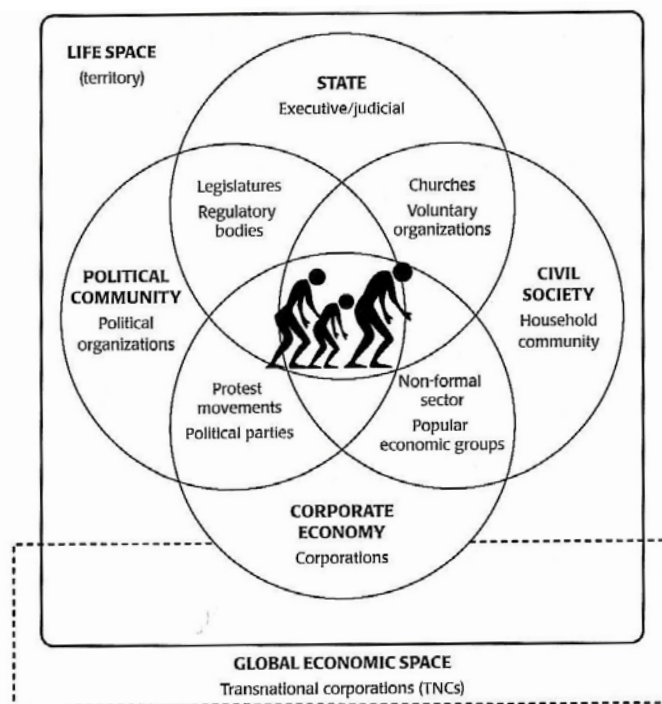 LIFE SPACE
(territory)
STATE
Executive/judicial
Legislatures
Regulatory
bodies
Churches
Voluntary
organizations
POLITICAL
COMMUNITY
Political
organizations
CIVIL
SOCIETY
Household
community
Protest
movements
Political parties
Non-formal
sector
Popular
economic groups
CORPORATE
ECONOMY
Corporations
GLOBAL ECONOMIC SPACE
Transnational corporations (TNCs)